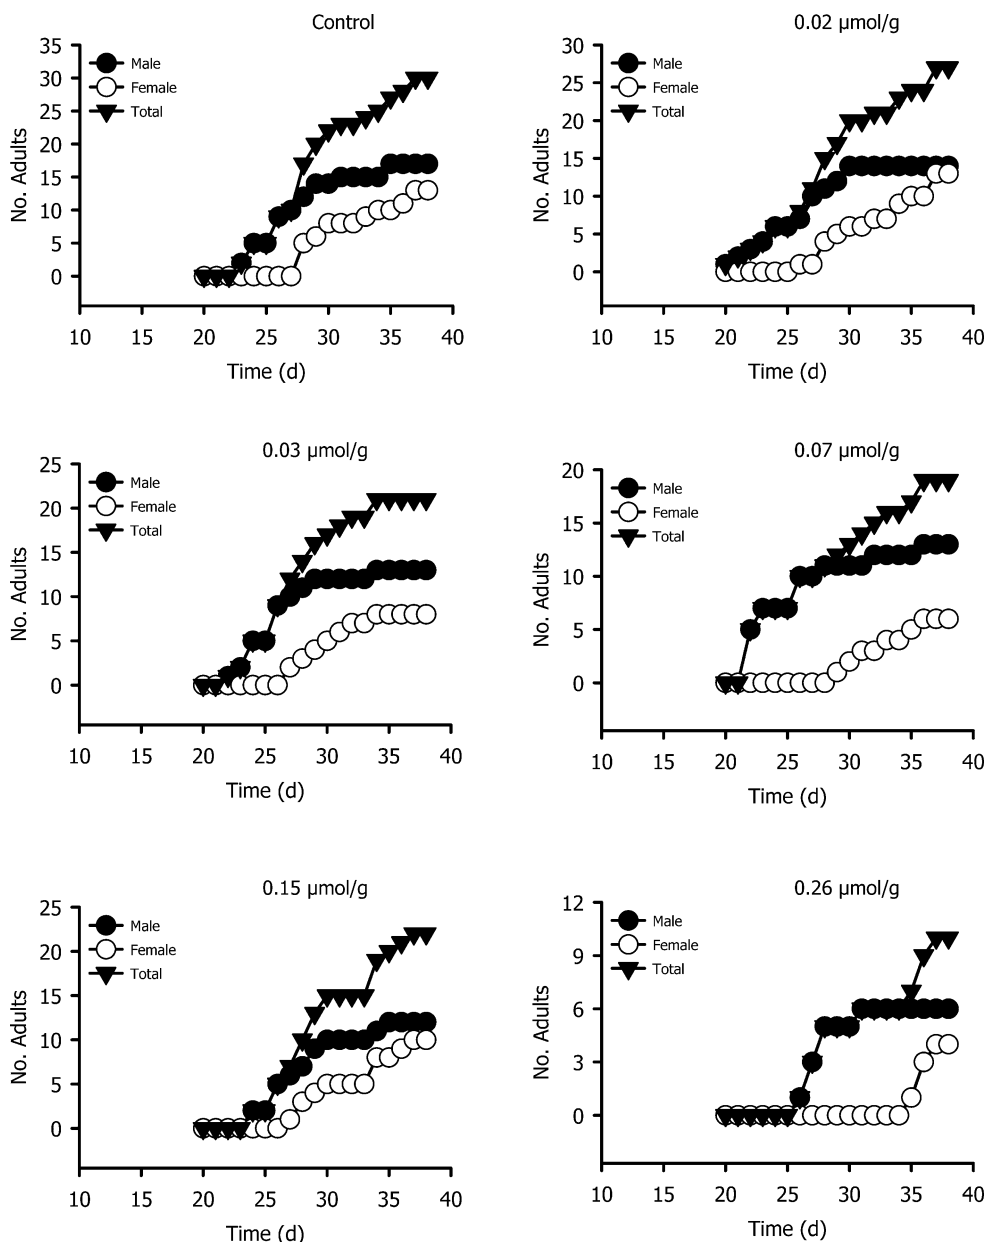 Control
No. Adults
35
30
25
20
15
10
5
0
Male
Female
Total
10 15 20 25 30 35 40
Time (d)
0.02 µmol/g
No. Adults
30
25
20
15
10
5
0
Male
Female
Total
10 15 20 25 30 35 40
Time (d)
0.03 µmol/g
No. Adults
25
20
15
10
5
0
Male
Female
Total
10 15 20 25 30 35 40
Time (d)
0.07 µmol/g
No. Adults
20
15
10
5
0
Male
Female
Total
10 15 20 25 30 35 40
Time (d)
0.15 µmol/g
No. Adults
25
20
15
10
5
0
Male
Female
Total
10 15 20 25 30 35 40
Time (d)
0.26 µmol/g
No. Adults
12
9
6
3
0
Male
Female
Total
10 15 20 25 30 35 40
Time (d)